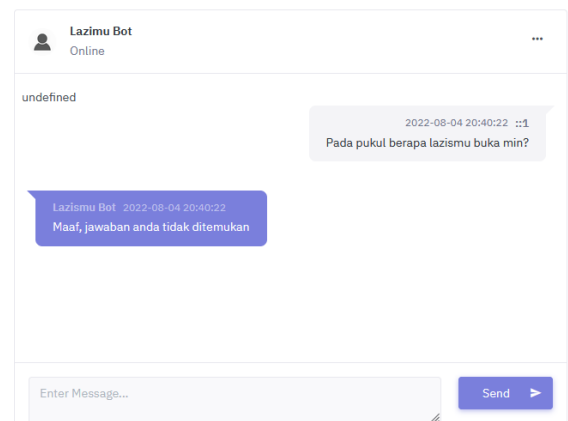 Lazimu Bot
Online
undefined
2022-08-04 20:40:22 ::1
Pada pukul berapa lazismu buka min?
Lazismu Bot 2022-08-04 20:40:22
Maaf, jawaban anda tidak ditemukan
Enter Message...
Send